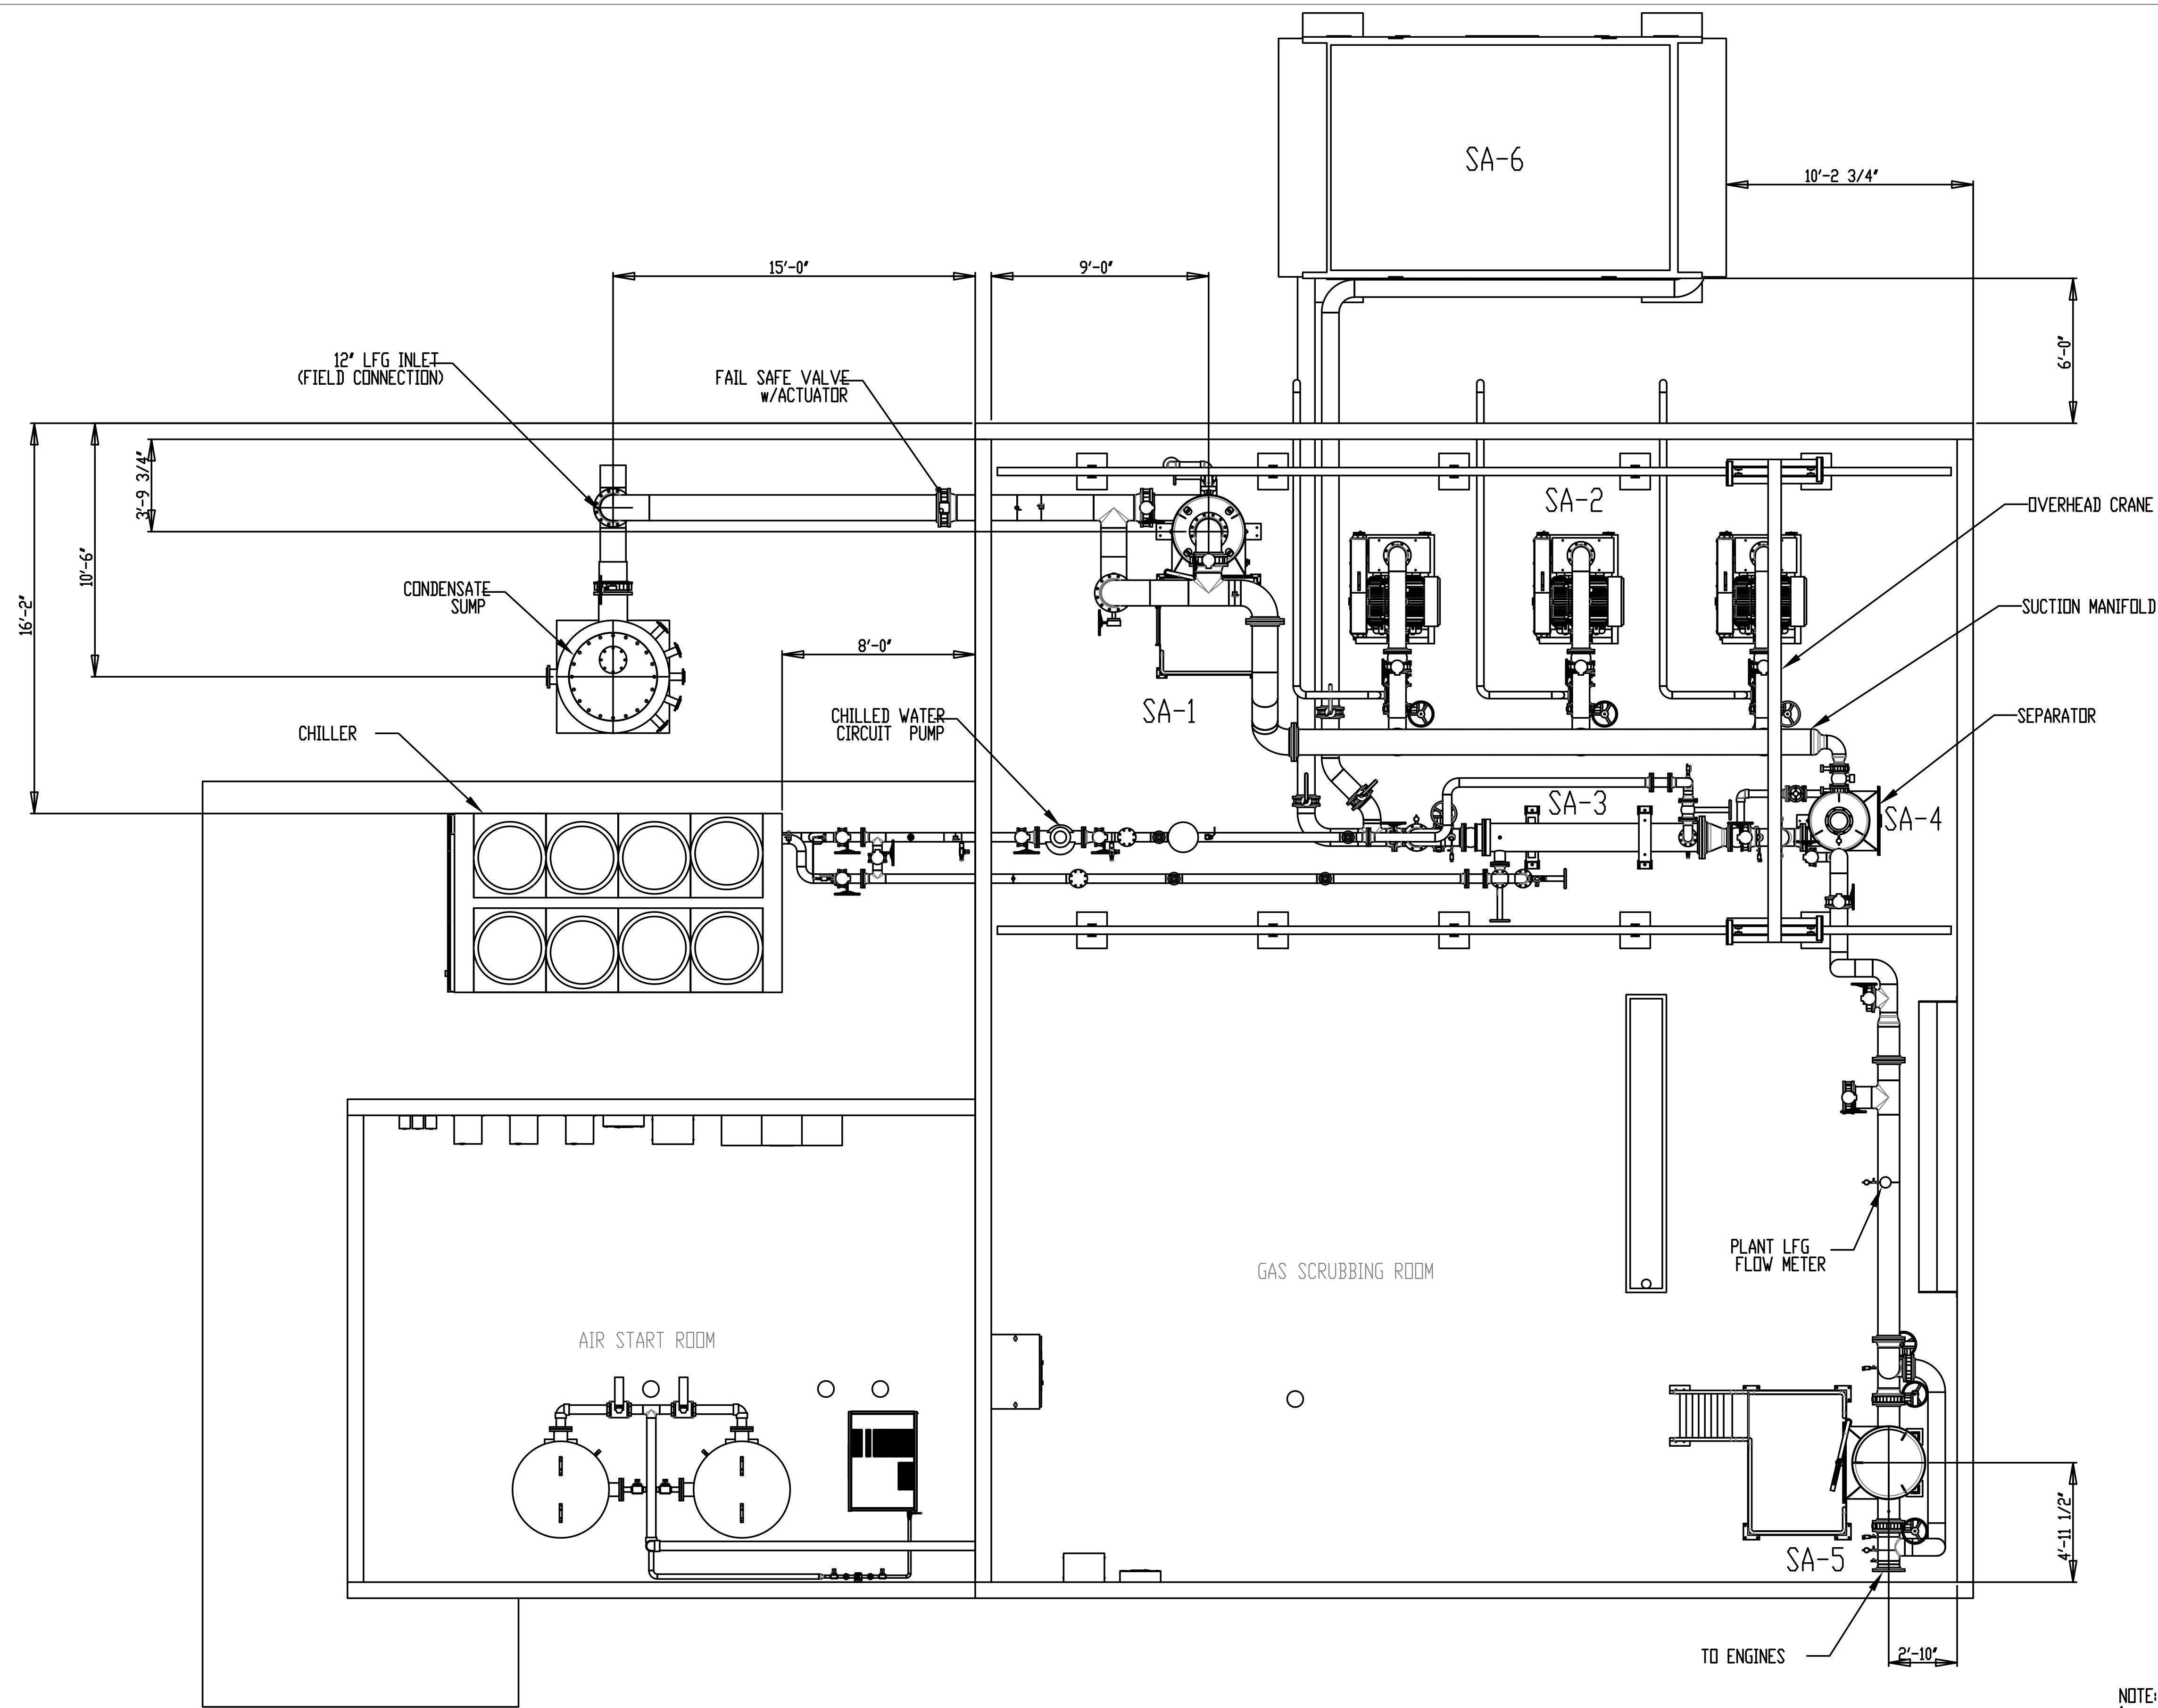 SA-6
10'-2 3/4"
15'-0"
9'-0"
6'-0"
12" LFG INLET
(FIELD CONNECTION)
FAIL SAFE VALVE
w/ACTUATOR
3'-9 3/4"
10'-6"
16'-2"
SA-2
OVERHEAD CRANE
CONDENSATE
SUMP
SUCTION MANIFOLD
8'-0"
SA-1
CHILLED WATER
CIRCUIT PUMP
SEPARATOR
CHILLER
SA-3
SA-4
PLANT LFG
FLOW METER
GAS SCRUBBING ROOM
AIR START ROOM
4'-11 1/2"
SA-5
TO ENGINES
2'-10"
NOTE: